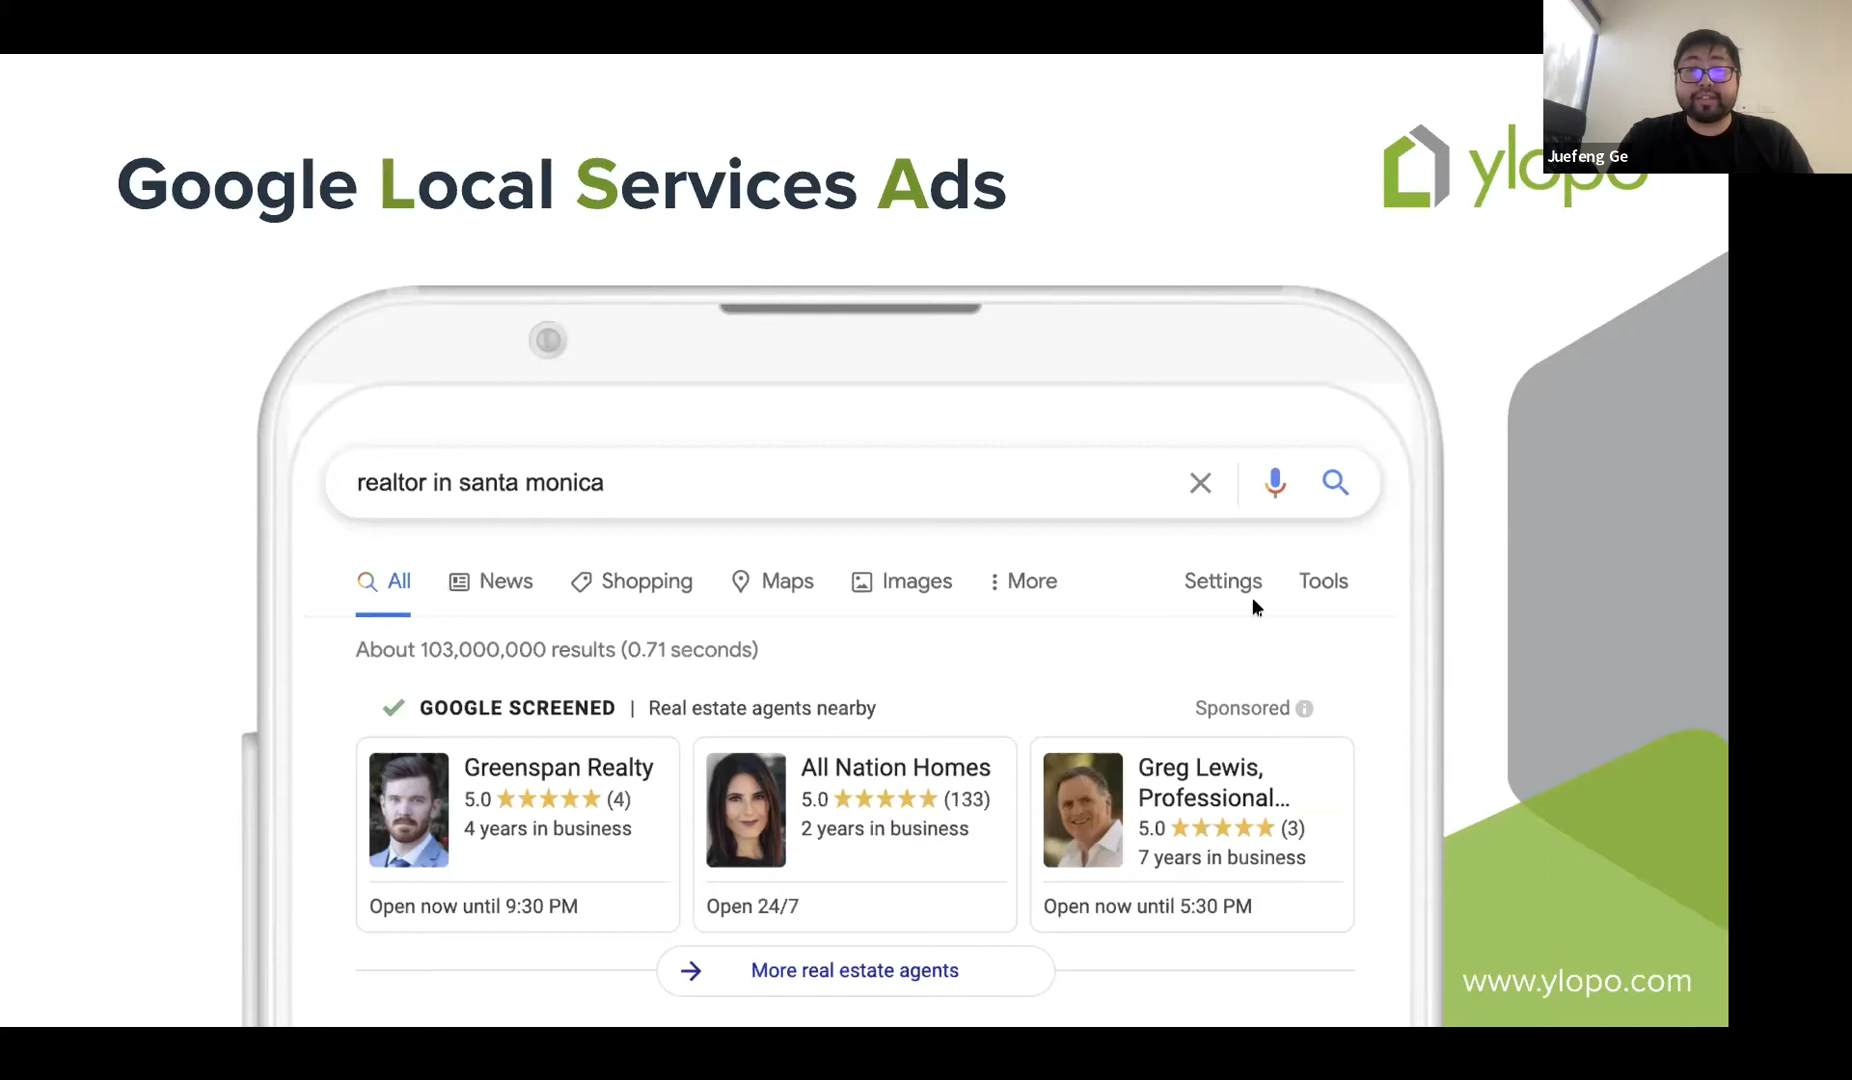 Google Local Services Ads
ylopo
Juefeng Ge
realtor in santa monica
All News Shopping Maps Images More Settings Tools
About 103,000,000 results (0.71 seconds)
GOOGLE SCREENED | Real estate agents nearby Sponsored
Greenspan Realty
5.0 (4)
4 years in business
Open now until 9:30 PM
All Nation Homes
5.0 (133)
2 years in business
Open 24/7
Greg Lewis,
Professional...
5.0 (3)
7 years in business
Open now until 5:30 PM
More real estate agents
www.ylopo.com